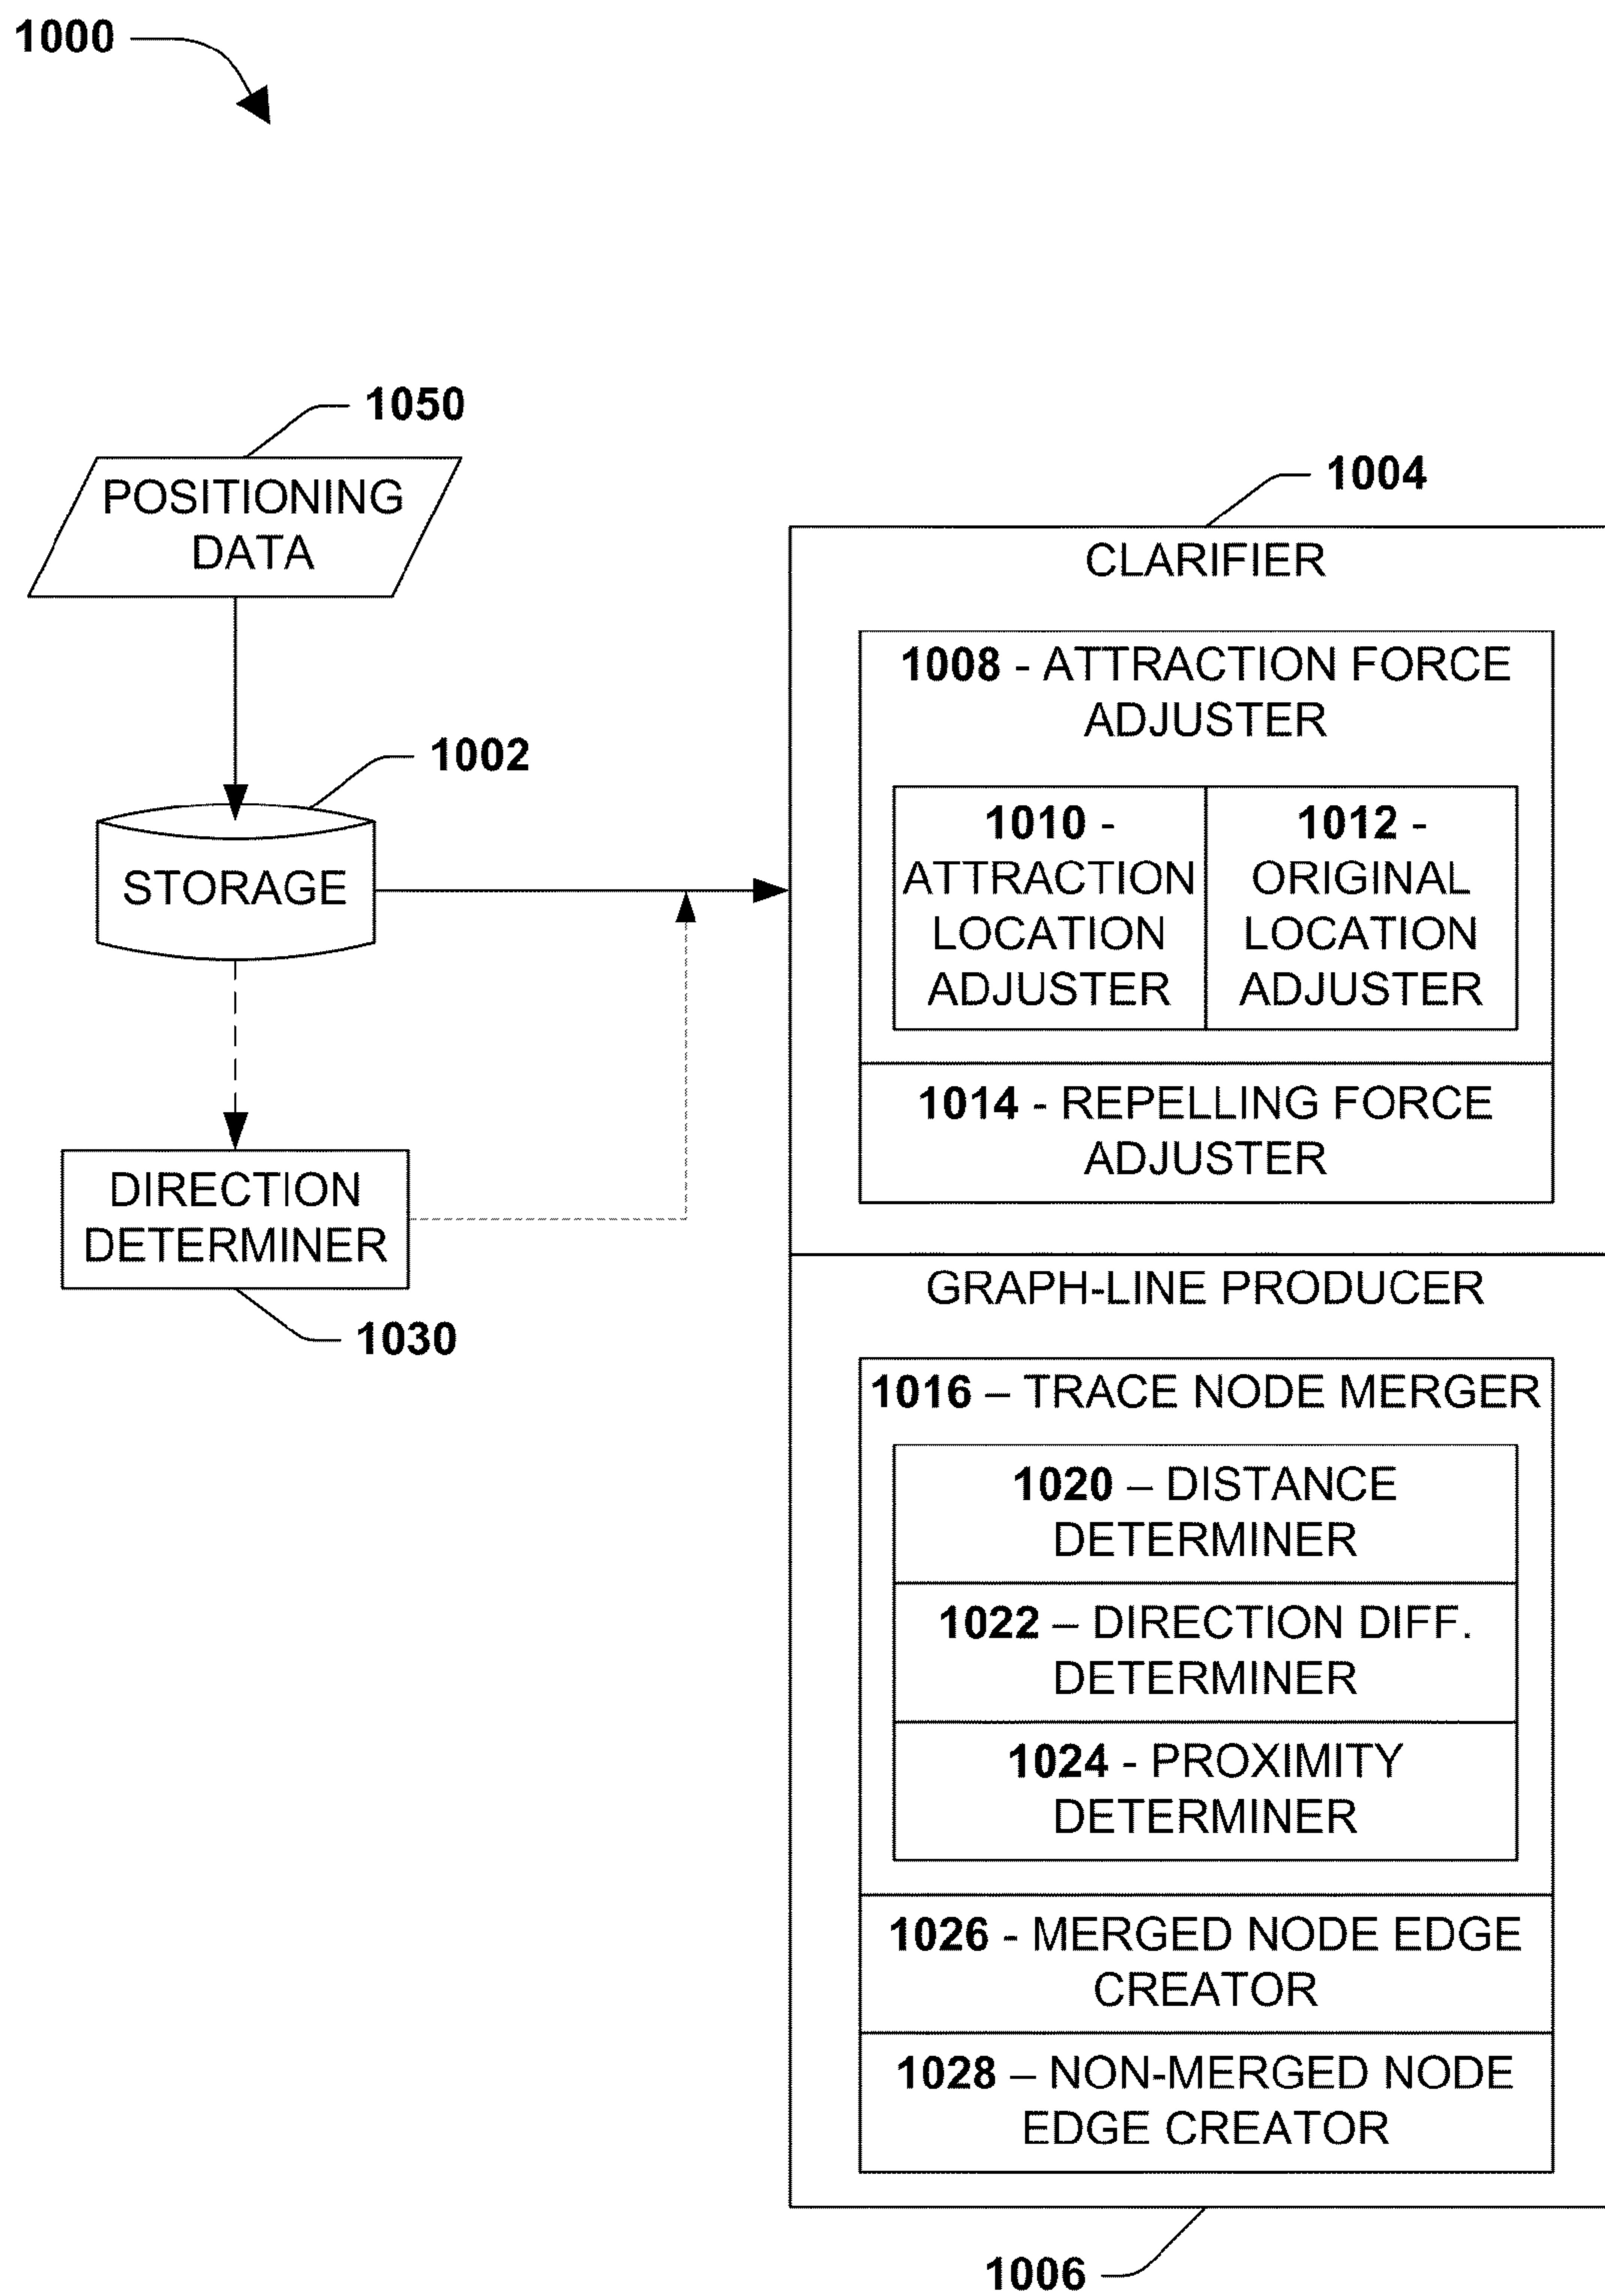 1000
1050
POSITIONING
DATA
1002
STORAGE
DIRECTION
DETERMINER
1030
1004
CLARIFIER
1008 - ATTRACTION FORCE
ADJUSTER
1010 -
ATTRACTION
LOCATION
ADJUSTER
1012 -
ORIGINAL
LOCATION
ADJUSTER
1014 - REPELLING FORCE
ADJUSTER
GRAPH-LINE PRODUCER
1016 – TRACE NODE MERGER
1020 – DISTANCE
DETERMINER
1022 – DIRECTION DIFF.
DETERMINER
1024 - PROXIMITY
DETERMINER
1026 - MERGED NODE EDGE
CREATOR
1028 – NON-MERGED NODE
EDGE CREATOR
1006